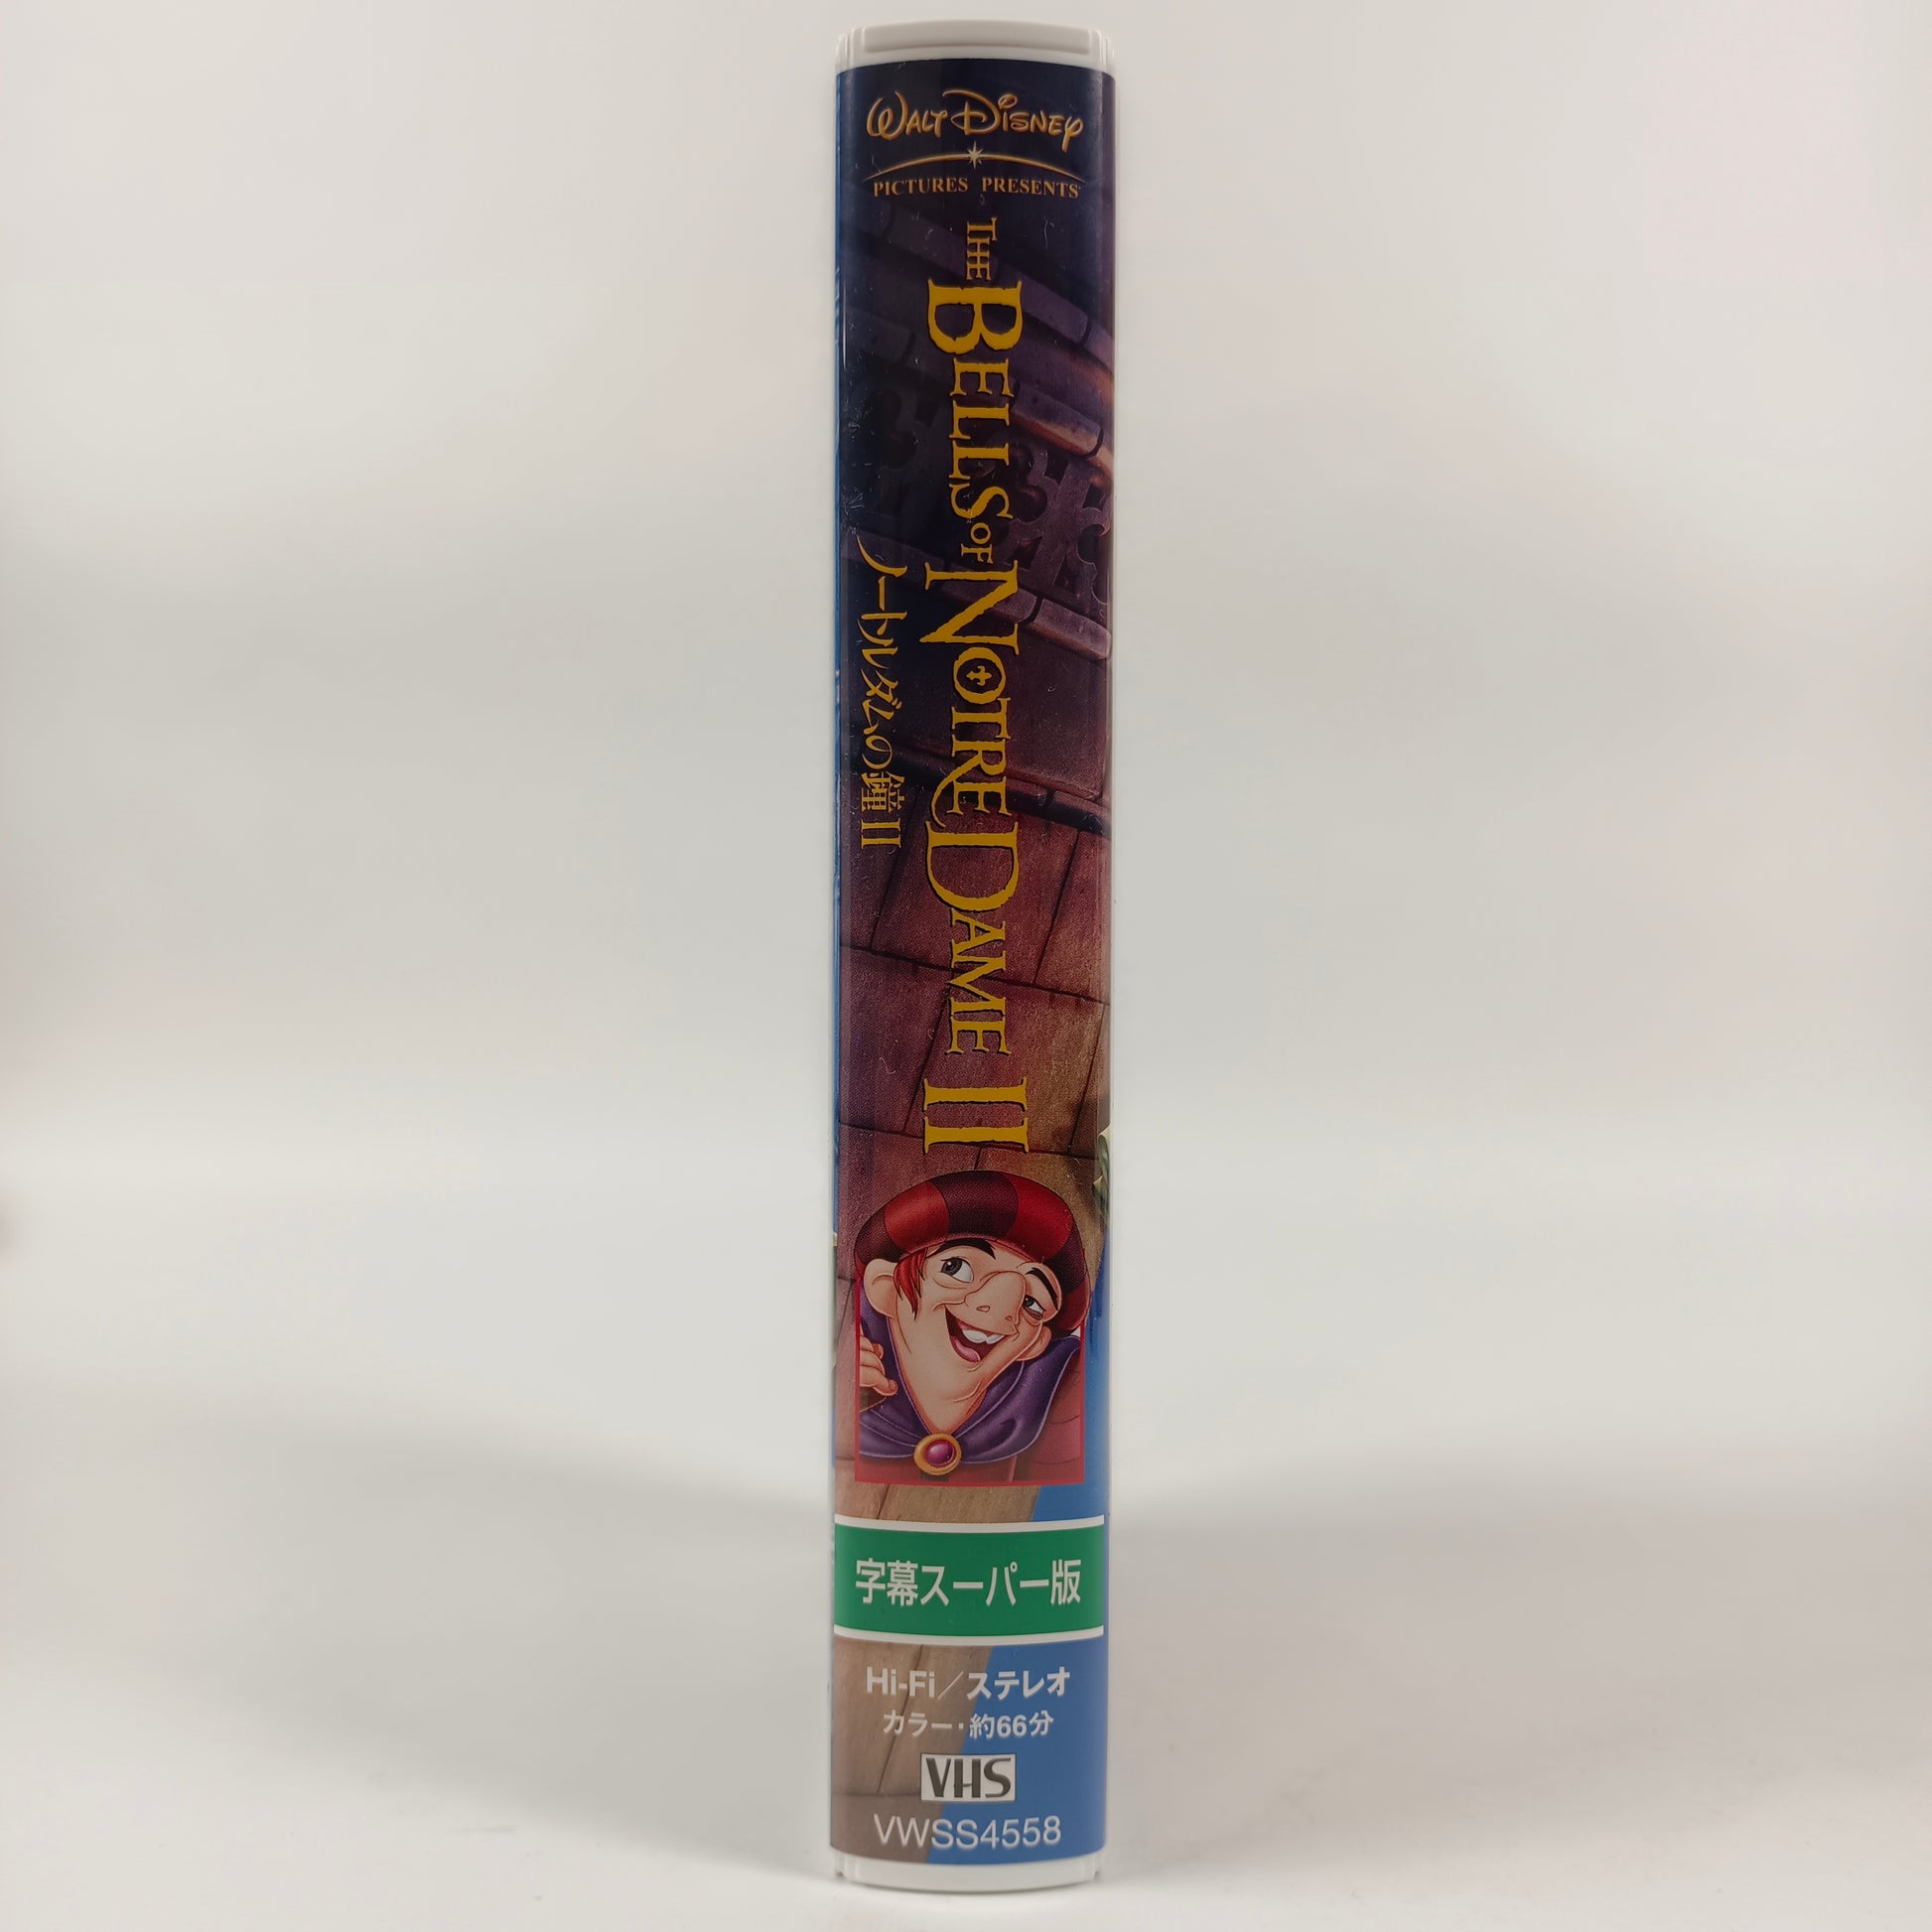 WALT DISNEY
PICTURES PRESENTS
THE BELLS OF NOTRE DAME II
ノートルダムの鐘II
字幕スーパー版
Hi-Fi／ステレオ
カラー・約66分
VHS
VWSS4558